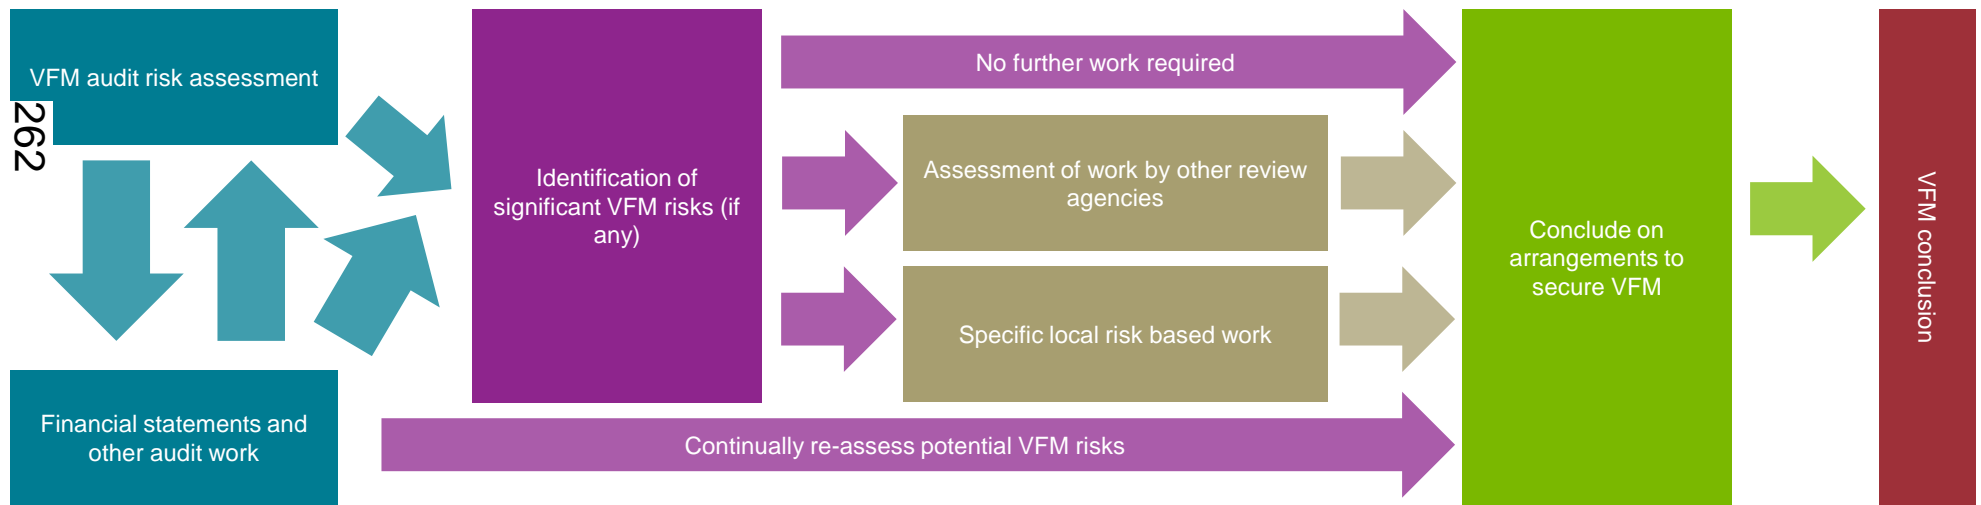 VFM audit risk assessment
262
Financial statements and
other audit work
Identification of
significant VFM risks (if
any)
No further work required
Assessment of work by other review
agencies
Specific local risk based work
Continually re-assess potential VFM risks
Conclude on
arrangements to
secure VFM
VFM conclusion